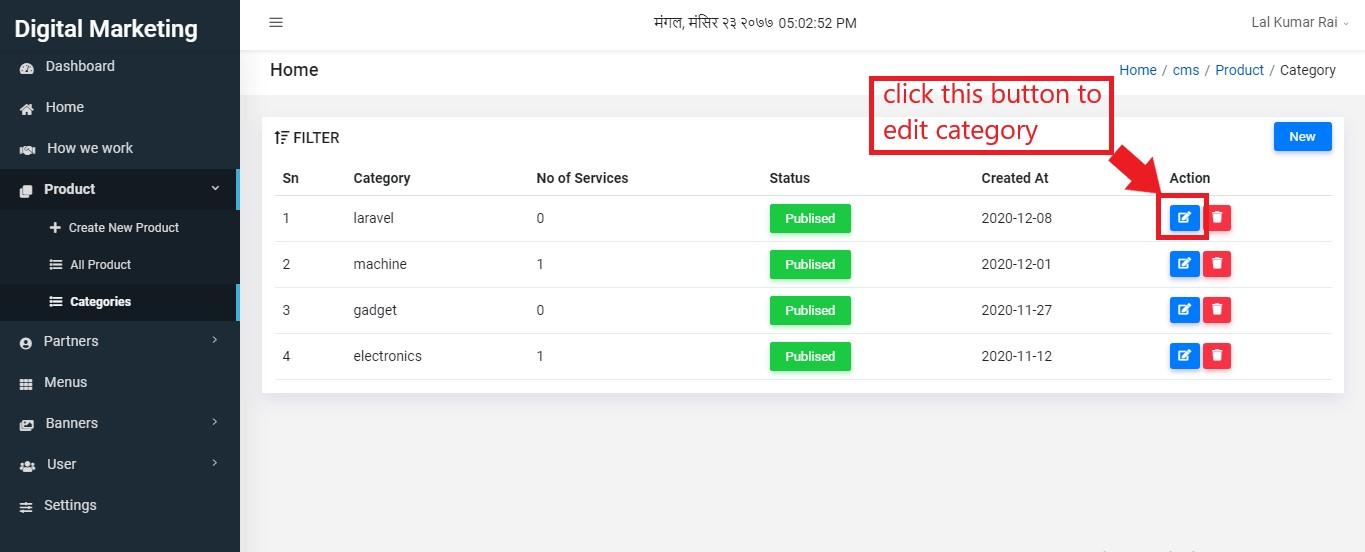 Digital Marketing
मंगल, मंसिर २३ २०७७ 05:02:52 PM
Lal Kumar Rai
Dashboard
Home
How we work
Product
Create New Product
All Product
Categories
Partners
Menus
Banners
User
Settings
Home
Home / cms / Product / Category
click this button to
edit category
FILTER
New
Sn Category No of Services Status Created At Action
1 laravel 0 Publised 2020-12-08
2 machine 1 Publised 2020-12-01
3 gadget 0 Publised 2020-11-27
4 electronics 1 Publised 2020-11-12